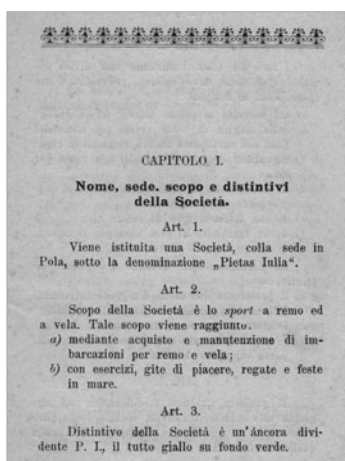 CAPITOLO I.
Nome, sede, scopo e distintivi
della Società.
Art. 1.
Viene istituita una Società, colla sede in
Pola, sotto la denominazione „Pietas Iulia“.
Art. 2.
Scopo della Società è lo sport a remo ed
a vela. Tale scopo viene raggiunto.
a) mediante acquisto e manutenzione di im-
barcazioni per remo e vela;
b) con esercizi, gite di piacere, regate e feste
in mare.
Art. 3.
Distintivo della Società è un'áncora divi-
dente P. I., il tutto giallo su fondo verde.